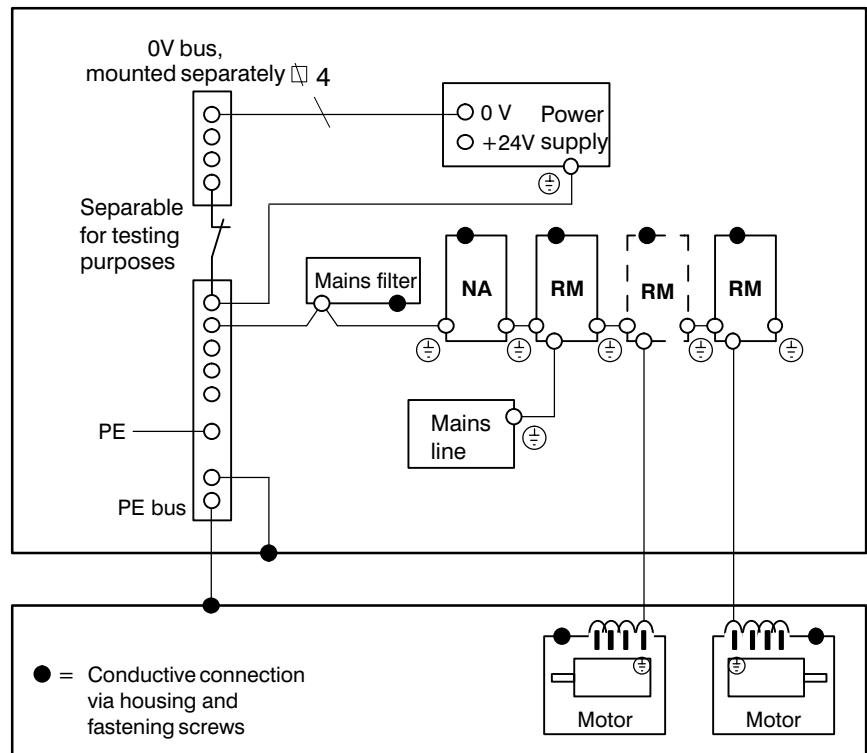 0V bus,
mounted separately 4
0 V
+24V
Power
supply
Separable
for testing
purposes
Mains filter
NA
RM
RM
RM
PE
Mains
line
PE bus
= Conductive connection
via housing and
fastening screws
Motor
Motor